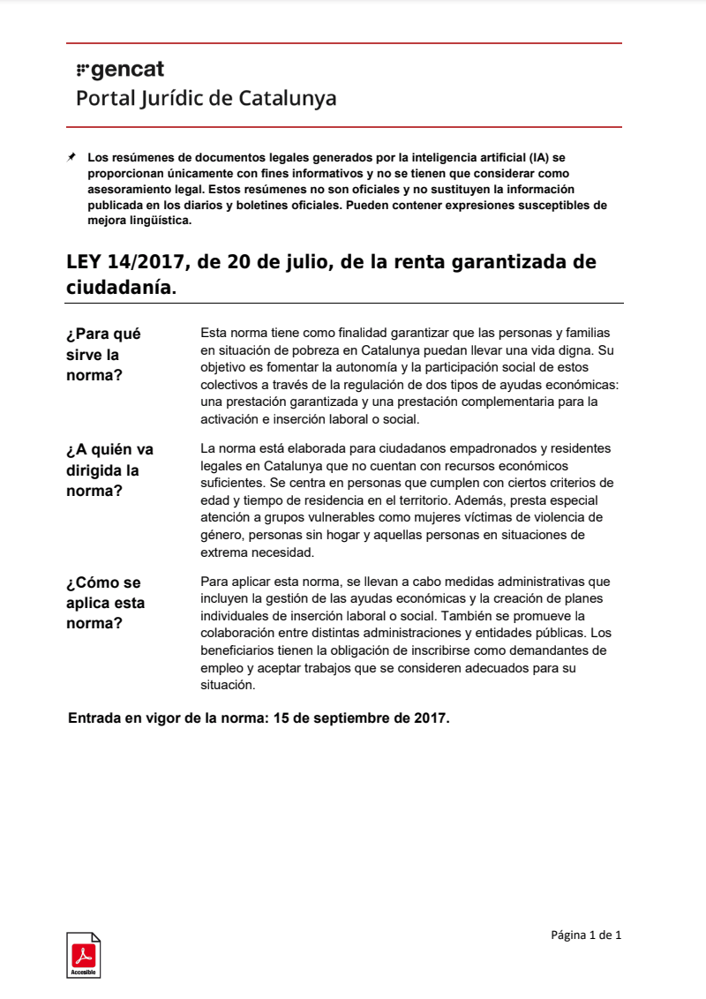 gencat
Portal Jurídic de Catalunya
Los resúmenes de documentos legales generados por la inteligencia artificial (IA) se
proporcionan únicamente con fines informativos y no se tienen que considerar como
asesoramiento legal. Estos resúmenes no son oficiales y no sustituyen la información
publicada en los diarios y boletines oficiales. Pueden contener expresiones susceptibles de
mejora lingüística.
LEY 14/2017, de 20 de julio, de la renta garantizada de
ciudadanía.
¿Para qué
sirve la
norma?
Esta norma tiene como finalidad garantizar que las personas y familias
en situación de pobreza en Catalunya puedan llevar una vida digna. Su
objetivo es fomentar la autonomía y la participación social de estos
colectivos a través de la regulación de dos tipos de ayudas económicas:
una prestación garantizada y una prestación complementaria para la
activación e inserción laboral o social.
¿A quién va
dirigida la
norma?
La norma está elaborada para ciudadanos empadronados y residentes
legales en Catalunya que no cuentan con recursos económicos
suficientes. Se centra en personas que cumplen con ciertos criterios de
edad y tiempo de residencia en el territorio. Además, presta especial
atención a grupos vulnerables como mujeres víctimas de violencia de
género, personas sin hogar y aquellas personas en situaciones de
extrema necesidad.
¿Cómo se
aplica esta
norma?
Para aplicar esta norma, se llevan a cabo medidas administrativas que
incluyen la gestión de las ayudas económicas y la creación de planes
individuales de inserción laboral o social. También se promueve la
colaboración entre distintas administraciones y entidades públicas. Los
beneficiarios tienen la obligación de inscribirse como demandantes de
empleo y aceptar trabajos que se consideren adecuados para su
situación.
Entrada en vigor de la norma: 15 de septiembre de 2017.
Página 1 de 1
Accesible